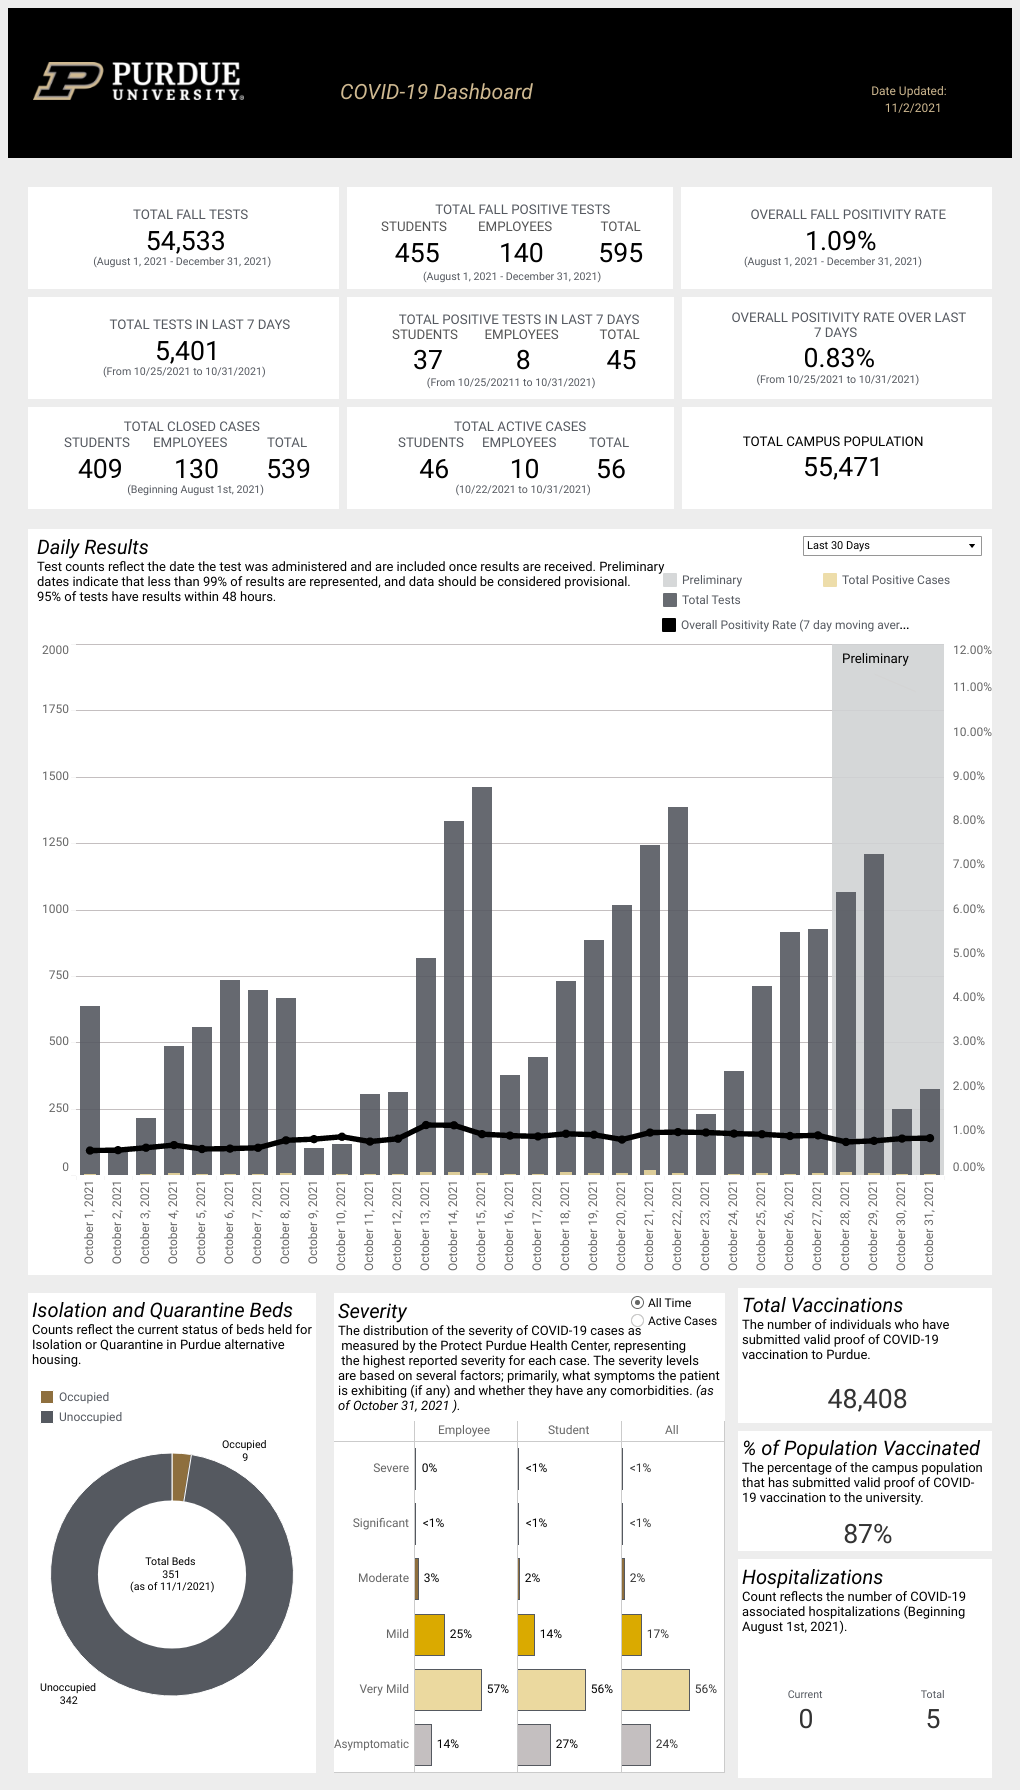 PURDUE
UNIVERSITY®
COVID-19 Dashboard
Date Updated:
11/2/2021
TOTAL FALL TESTS
54,533
(August 1, 2021 - December 31, 2021)
TOTAL FALL POSITIVE TESTS
STUDENTS EMPLOYEES TOTAL
455 140 595
(August 1, 2021 - December 31, 2021)
OVERALL FALL POSITIVITY RATE
1.09%
(August 1, 2021 - December 31, 2021)
TOTAL TESTS IN LAST 7 DAYS
5,401
(From 10/25/2021 to 10/31/2021)
TOTAL POSITIVE TESTS IN LAST 7 DAYS
STUDENTS EMPLOYEES TOTAL
37 8 45
(From 10/25/20211 to 10/31/2021)
OVERALL POSITIVITY RATE OVER LAST
7 DAYS
0.83%
(From 10/25/2021 to 10/31/2021)
TOTAL CLOSED CASES
STUDENTS EMPLOYEES TOTAL
409 130 539
(Beginning August 1st, 2021)
TOTAL ACTIVE CASES
STUDENTS EMPLOYEES TOTAL
46 10 56
(10/22/2021 to 10/31/2021)
TOTAL CAMPUS POPULATION
55,471
Daily Results
Test counts reflect the date the test was administered and are included once results are received. Preliminary
dates indicate that less than 99% of results are represented, and data should be considered provisional.
95% of tests have results within 48 hours.
Last 30 Days
Preliminary
Total Positive Cases
Total Tests
Overall Positivity Rate (7 day moving aver...
Preliminary
2000
1750
1500
1250
1000
750
500
250
0
12.00%
11.00%
10.00%
9.00%
8.00%
7.00%
6.00%
5.00%
4.00%
3.00%
2.00%
1.00%
0.00%
October 1, 2021
October 2, 2021
October 3, 2021
October 4, 2021
October 5, 2021
October 6, 2021
October 7, 2021
October 8, 2021
October 9, 2021
October 10, 2021
October 11, 2021
October 12, 2021
October 13, 2021
October 14, 2021
October 15, 2021
October 16, 2021
October 17, 2021
October 18, 2021
October 19, 2021
October 20, 2021
October 21, 2021
October 22, 2021
October 23, 2021
October 24, 2021
October 25, 2021
October 26, 2021
October 27, 2021
October 28, 2021
October 29, 2021
October 30, 2021
October 31, 2021
Isolation and Quarantine Beds
Counts reflect the current status of beds held for
Isolation or Quarantine in Purdue alternative
housing.
Occupied
Unoccupied
Occupied
9
Total Beds
351
(as of 11/1/2021)
Unoccupied
342
Severity
All Time
Active Cases
The distribution of the severity of COVID-19 cases as
measured by the Protect Purdue Health Center, representing
the highest reported severity for each case. The severity levels
are based on several factors; primarily, what symptoms the patient
is exhibiting (if any) and whether they have any comorbidities. (as
of October 31, 2021 ).
Employee Student All
Severe 0% <1% <1%
Significant <1% <1% <1%
Moderate 3% 2% 2%
Mild 25% 14% 17%
Very Mild 57% 56% 56%
Asymptomatic 14% 27% 24%
Total Vaccinations
The number of individuals who have
submitted valid proof of COVID-19
vaccination to Purdue.
48,408
% of Population Vaccinated
The percentage of the campus population
that has submitted valid proof of COVID-
19 vaccination to the university.
87%
Hospitalizations
Count reflects the number of COVID-19
associated hospitalizations (Beginning
August 1st, 2021).
Current Total
0 5